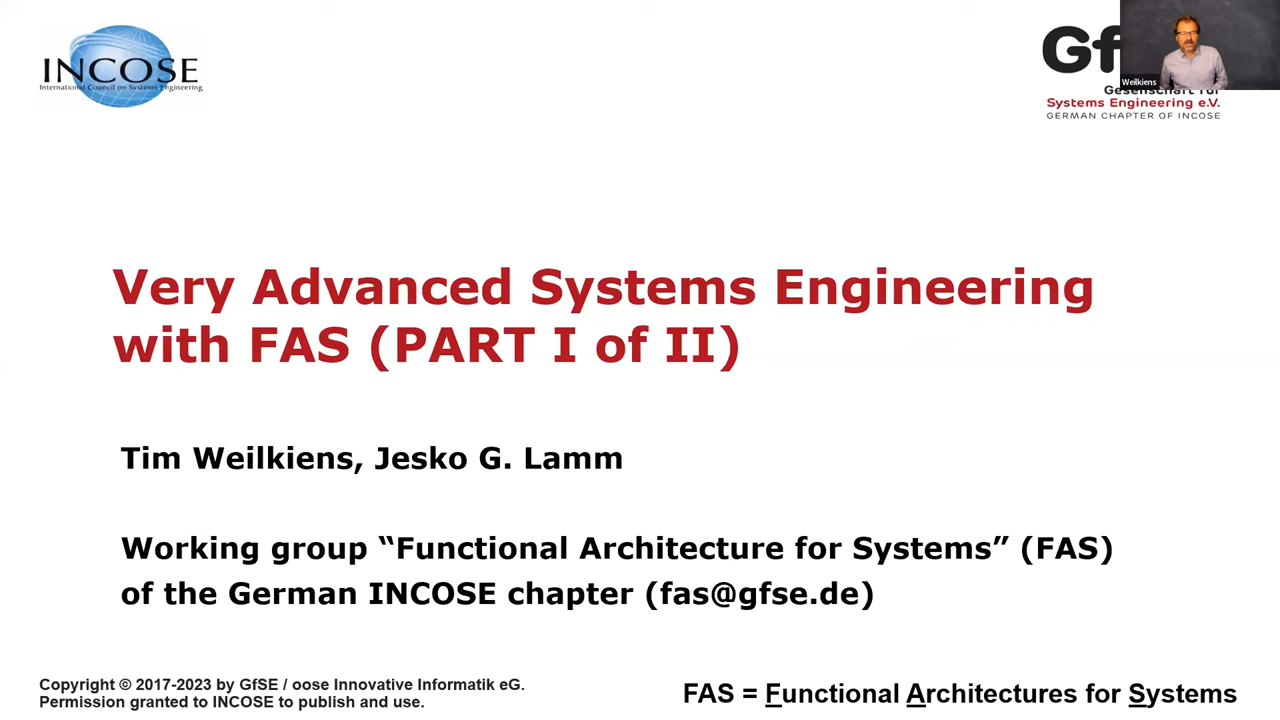 INCOSE
International Council on Systems Engineering
Gf
Weilkiens
Systems Engineering e.V.
GERMAN CHAPTER OF INCOSE
Very Advanced Systems Engineering
with FAS (PART I of II)
Tim Weilkiens, Jesko G. Lamm
Working group “Functional Architecture for Systems” (FAS)
of the German INCOSE chapter (fas@gfse.de)
Copyright © 2017-2023 by GfSE / oose Innovative Informatik eG.
Permission granted to INCOSE to publish and use.
FAS = Functional Architectures for Systems